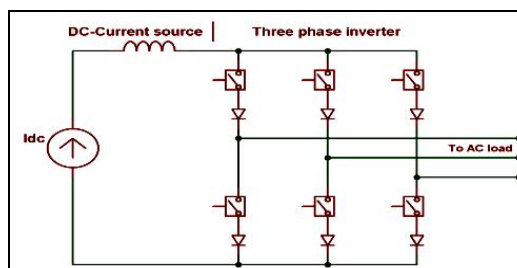 DC-Current source
Three phase inverter
Idc
To AC load